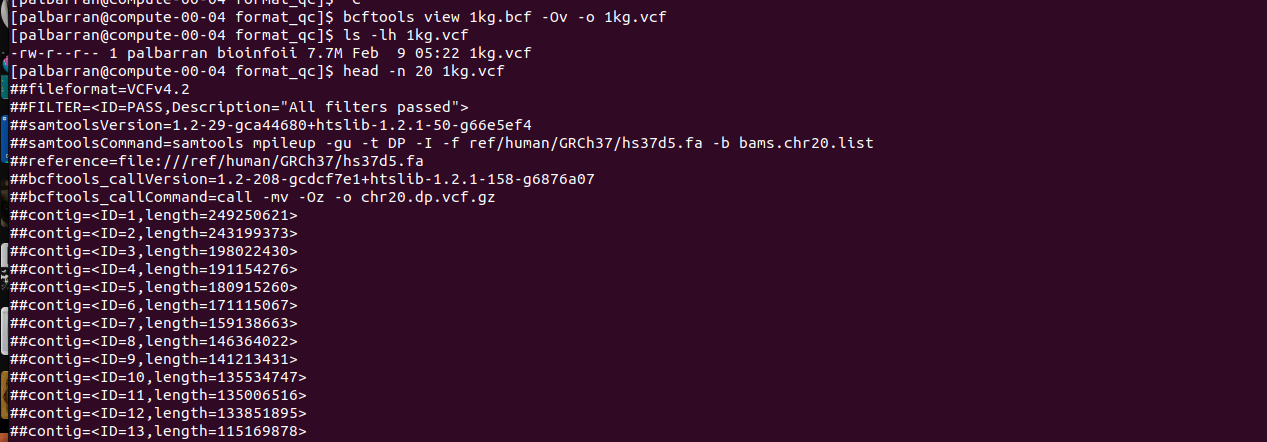 [palbarran@compute-00-04 format_qc]$ ^C
[palbarran@compute-00-04 format_qc]$ bcftools view 1kg.bcf -Ov -o 1kg.vcf
[palbarran@compute-00-04 format_qc]$ ls -lh 1kg.vcf
-rw-r--r-- 1 palbarran bioinfoii 7.7M Feb  9 05:22 1kg.vcf
[palbarran@compute-00-04 format_qc]$ head -n 20 1kg.vcf
##fileformat=VCFv4.2
##FILTER=<ID=PASS,Description="All filters passed">
##samtoolsVersion=1.2-29-gca44680+htslib-1.2.1-50-g66e5ef4
##samtoolsCommand=samtools mpileup -gu -t DP -I -f ref/human/GRCh37/hs37d5.fa -b bams.chr20.list
##reference=file:///ref/human/GRCh37/hs37d5.fa
##bcftools_callVersion=1.2-208-gcdcf7e1+htslib-1.2.1-158-g6876a07
##bcftools_callCommand=call -mv -Oz -o chr20.dp.vcf.gz
##contig=<ID=1,length=249250621>
##contig=<ID=2,length=243199373>
##contig=<ID=3,length=198022430>
##contig=<ID=4,length=191154276>
##contig=<ID=5,length=180915260>
##contig=<ID=6,length=171115067>
##contig=<ID=7,length=159138663>
##contig=<ID=8,length=146364022>
##contig=<ID=9,length=141213431>
##contig=<ID=10,length=135534747>
##contig=<ID=11,length=135006516>
##contig=<ID=12,length=133851895>
##contig=<ID=13,length=115169878>